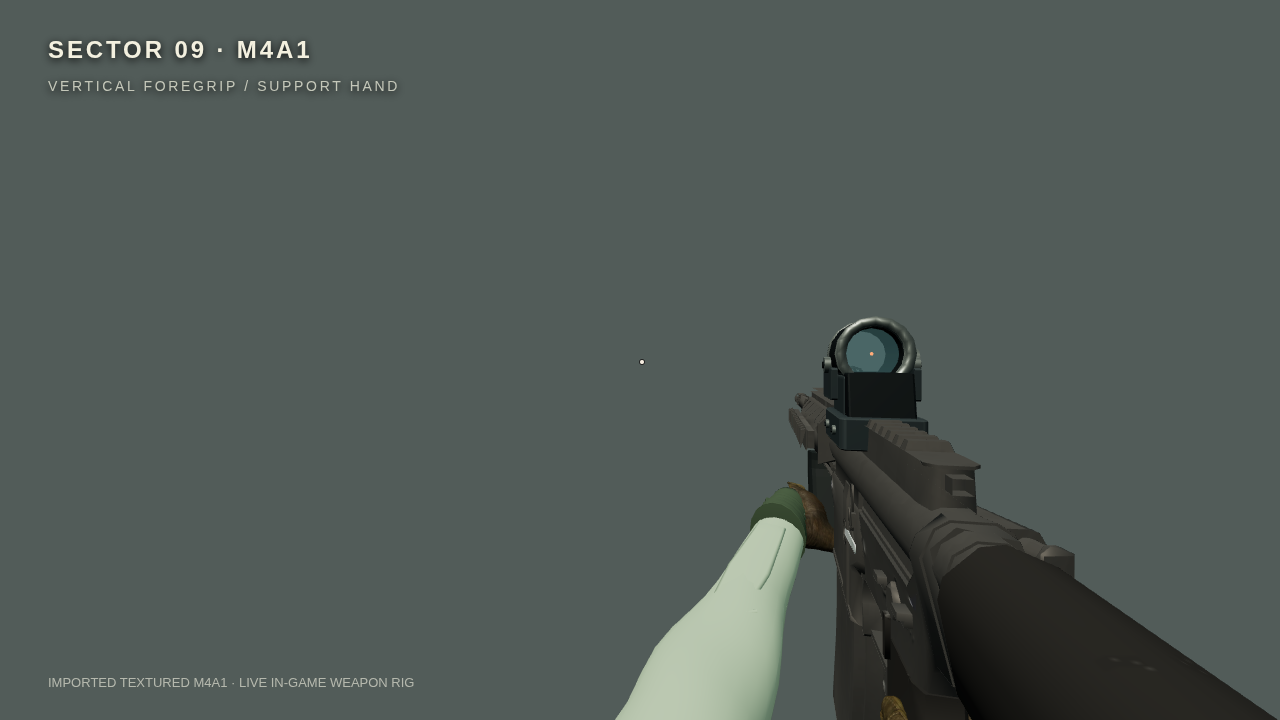 SECTOR 09 · M4A1
VERTICAL FOREGRIP / SUPPORT HAND
IMPORTED TEXTURED M4A1 · LIVE IN-GAME WEAPON RIG